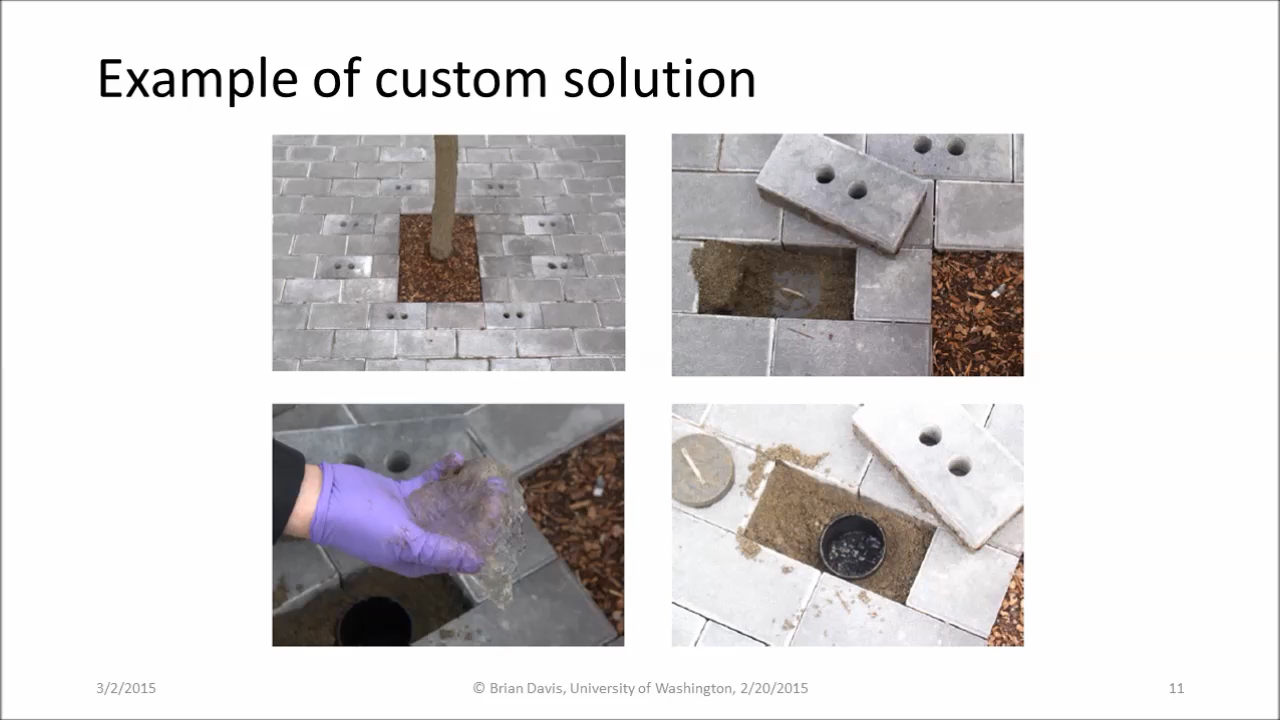 Example of custom solution
3/2/2015
© Brian Davis, University of Washington, 2/20/2015
11